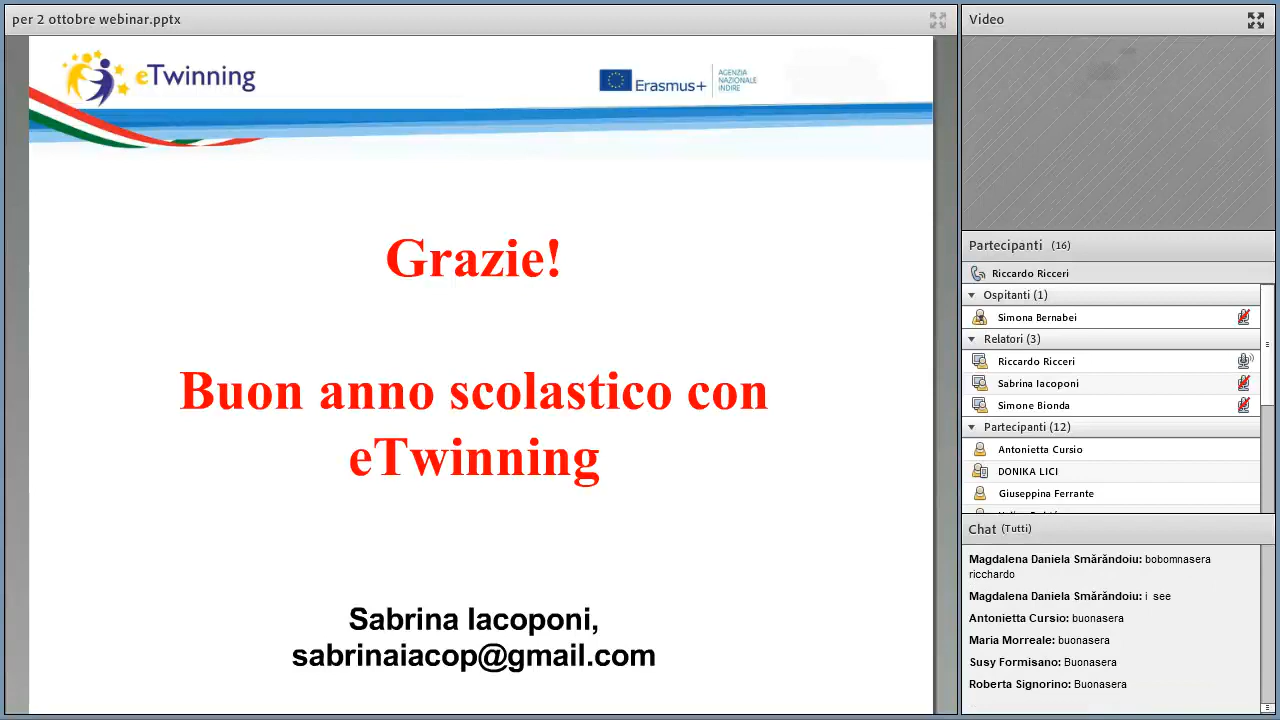 per 2 ottobre webinar.pptx
eTwinning
Erasmus+
AGENZIA
NAZIONALE
INDIRE
Grazie!
Buon anno scolastico con
eTwinning
Sabrina Iacoponi,
sabrinaiacop@gmail.com
Video
Partecipanti (16)
Riccardo Ricceri
Ospitanti (1)
Simona Bernabei
Relatori (3)
Riccardo Ricceri
Sabrina Iacoponi
Simone Bionda
Partecipanti (12)
Antonietta Cursio
DONIKA LICI
Giuseppina Ferrante
Chat (Tutti)
Magdalena Daniela Smărăndoiu: bobomnasera
ricchardo
Magdalena Daniela Smărăndoiu: i see
Antonietta Cursio: buonasera
Maria Morreale: buonasera
Susy Formisano: Buonasera
Roberta Signorino: Buonasera